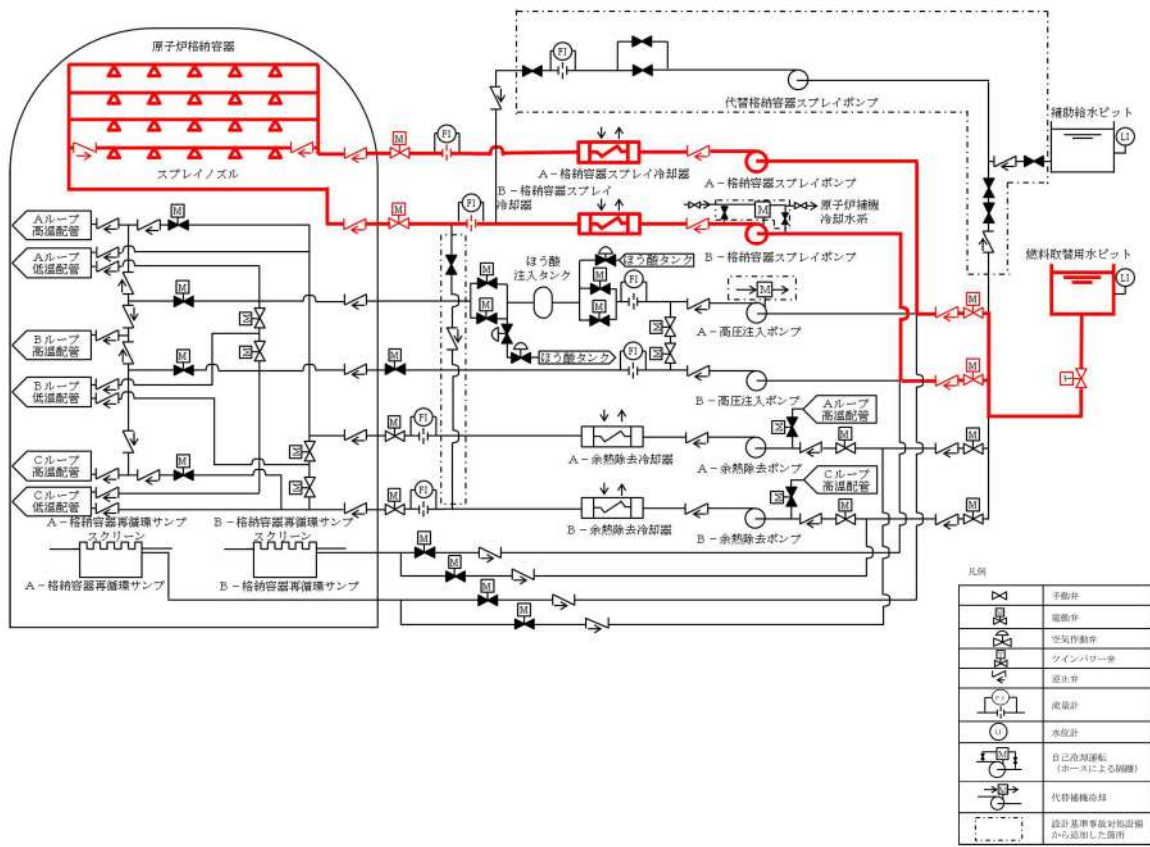 原子炉格納容器
FI
代替格納容器スプレイポンプ
補助給水ピット
LI
スプレイノズル
M
FI
A-格納容器スプレイ冷却器
A-格納容器スプレイポンプ
B-格納容器スプレイ
冷却器
M
FI
M
原子炉補機
冷却水系
B-格納容器スプレイポンプ
燃料取替用水ピット
LI
Aループ
高温配管
M
Aループ
低温配管
ほう酸
注入タンク
ほう酸タンク
M
M
M
M
FI
M
A-高圧注入ポンプ
M
M
M
Bループ
高温配管
M
M
ほう酸タンク
FI
M
M
M
T
Bループ
低温配管
B-高圧注入ポンプ
Aループ
高温配管
M
FI
M
M
M
M
Cループ
高温配管
M
M
A-余熱除去冷却器
A-余熱除去ポンプ
Cループ
高温配管
Cループ
低温配管
M
FI
M
M
M
B-余熱除去冷却器
B-余熱除去ポンプ
A-格納容器再循環サンプ
スクリーン
B-格納容器再循環サンプ
スクリーン
M
M
A-格納容器再循環サンプ
B-格納容器再循環サンプ
M
M
凡例
手動弁
M
電動弁
空気作動弁
ツインパワー弁
逆止弁
流量計
LI
水位計
M
自己冷却運転
(ホースによる隔離)
M
代替補機冷却
設計基準事故対処設備
から追加した箇所